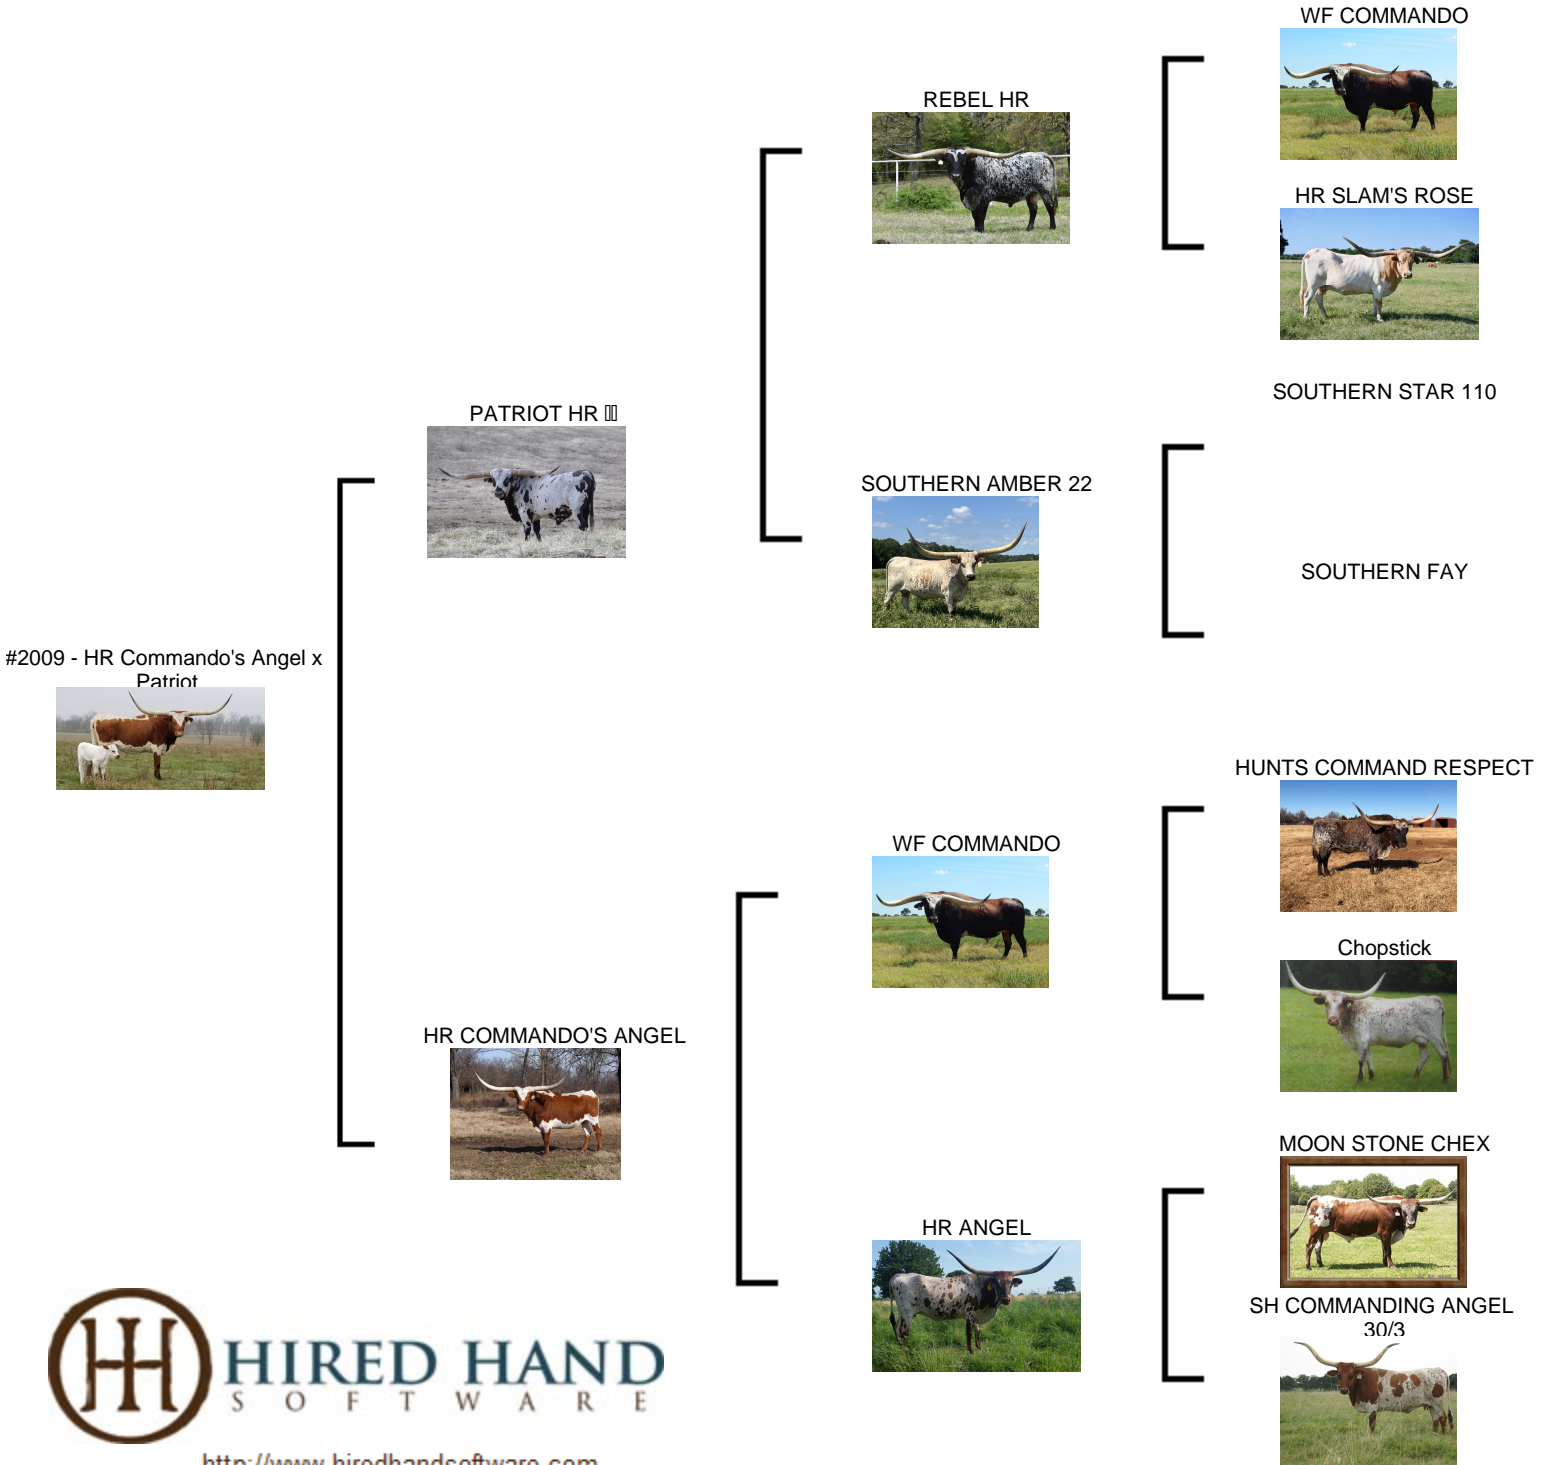 WF COMMANDO
REBEL HR
HR SLAM'S ROSE
SOUTHERN STAR 110
PATRIOT HR
SOUTHERN AMBER 22
SOUTHERN FAY
#2009 - HR Commando's Angel x
Patriot
HUNTS COMMAND RESPECT
WF COMMANDO
Chopstick
HR COMMANDO'S ANGEL
MOON STONE CHEX
HR ANGEL
SH COMMANDING ANGEL
30/3
HIRED HAND
SOFTWARE
http://www.hiredhandsoftware.com